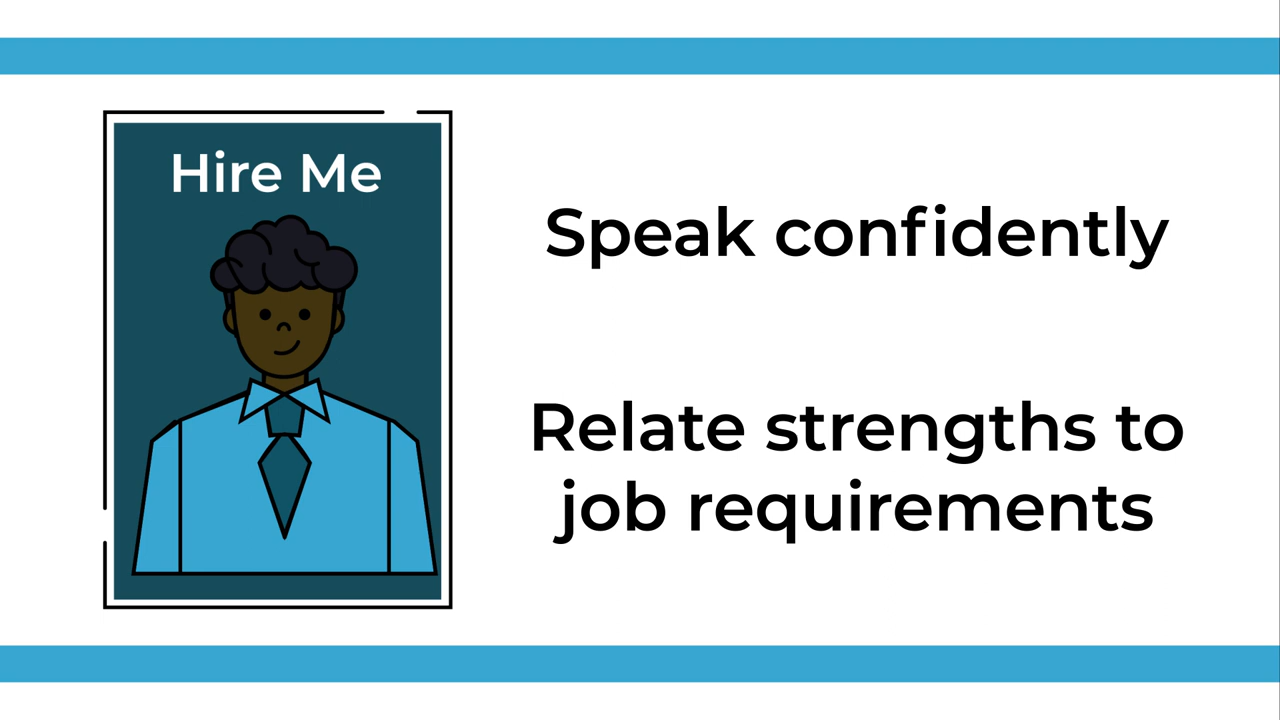 Hire Me
Speak confidently
Relate strengths to
job requirements